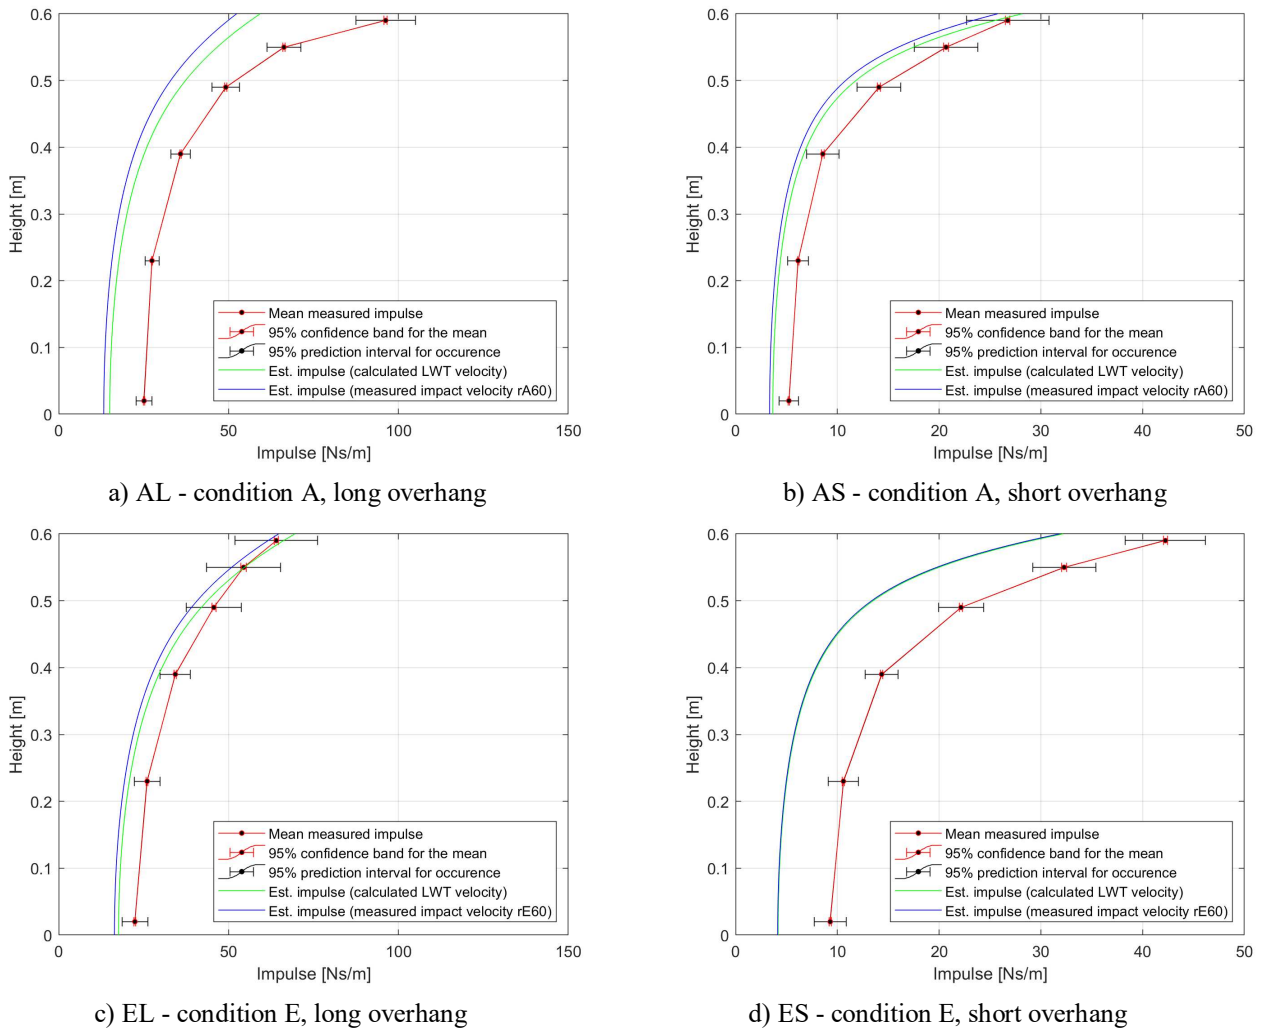 0.6
0.5
0.4
0.3
0.2
0.1
0
Height [m]
Mean measured impulse
95% confidence band for the mean
95% prediction interval for occurence
Est. impulse (calculated LWT velocity)
Est. impulse (measured impact velocity rA60)
0 50 100 150
Impulse [Ns/m]
a) AL - condition A, long overhang
0.6
0.5
0.4
0.3
0.2
0.1
0
Height [m]
Mean measured impulse
95% confidence band for the mean
95% prediction interval for occurence
Est. impulse (calculated LWT velocity)
Est. impulse (measured impact velocity rA60)
0 10 20 30 40 50
Impulse [Ns/m]
b) AS - condition A, short overhang
0.6
0.5
0.4
0.3
0.2
0.1
0
Height [m]
Mean measured impulse
95% confidence band for the mean
95% prediction interval for occurence
Est. impulse (calculated LWT velocity)
Est. impulse (measured impact velocity rE60)
0 50 100 150
Impulse [Ns/m]
c) EL - condition E, long overhang
0.6
0.5
0.4
0.3
0.2
0.1
0
Height [m]
Mean measured impulse
95% confidence band for the mean
95% prediction interval for occurence
Est. impulse (calculated LWT velocity)
Est. impulse (measured impact velocity rE60)
0 10 20 30 40 50
Impulse [Ns/m]
d) ES - condition E, short overhang